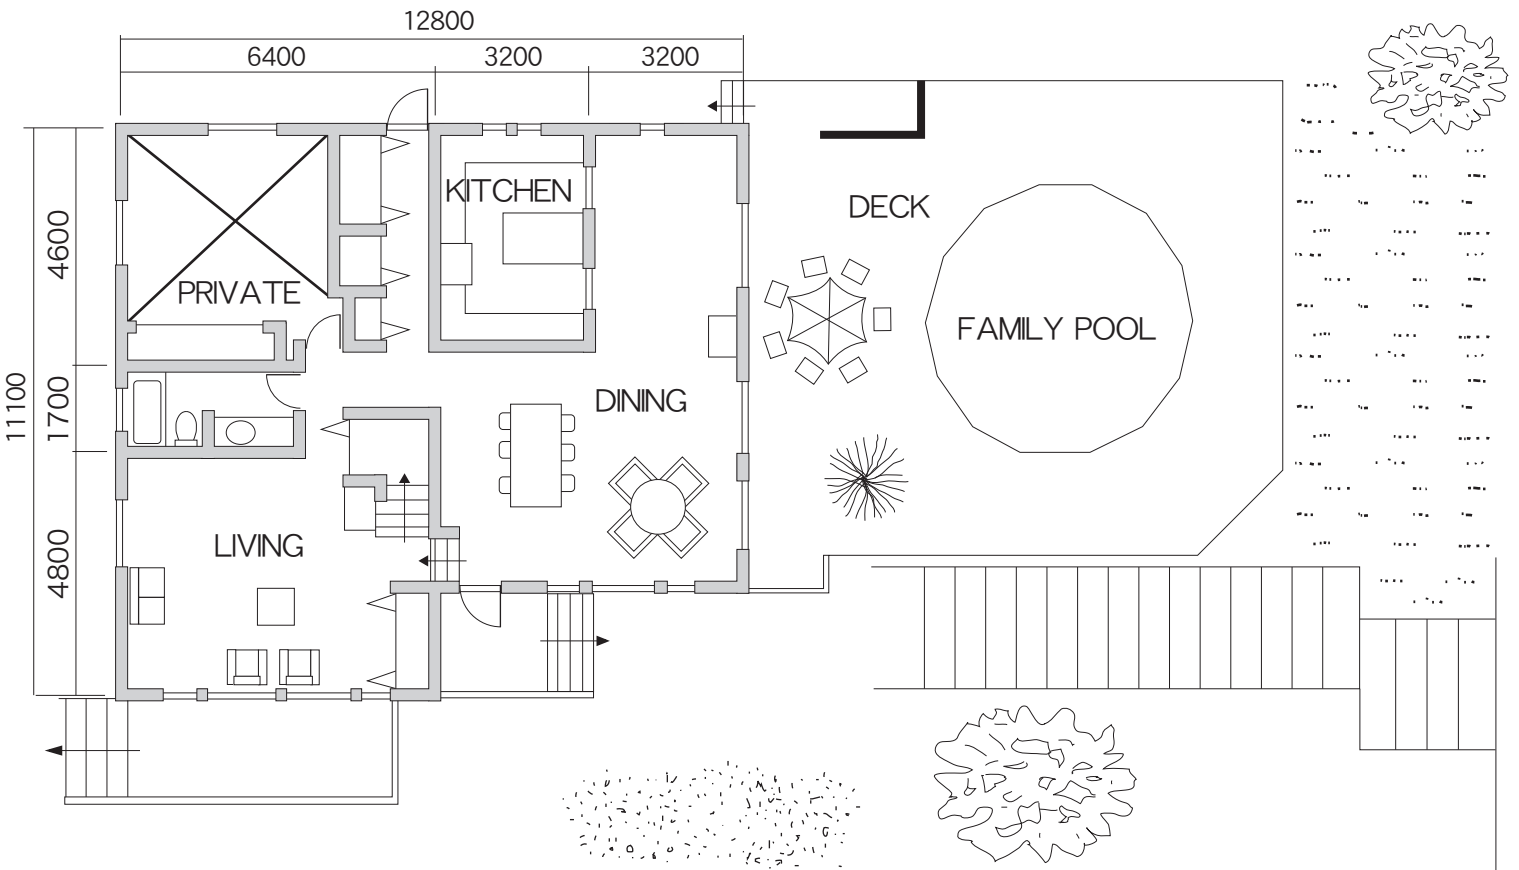 12800
6400
3200
3200
KITCHEN
DECK
4600
PRIVATE
FAMILY POOL
11100
1700
DINING
LIVING
4800